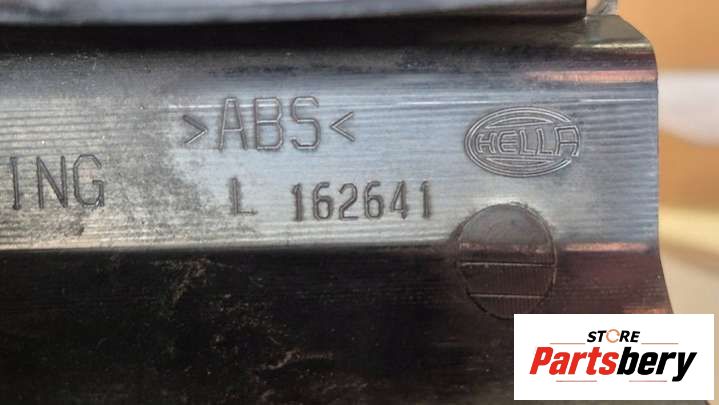 >ABS<
HELLA
ING
L 162641
STORE
Partsbery